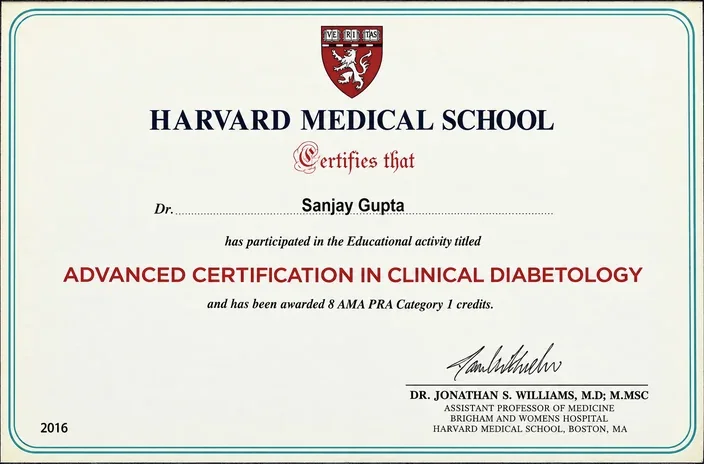 VE RI TAS
HARVARD MEDICAL SCHOOL
Certifies that
Dr. Sanjay Gupta
has participated in the Educational activity titled
ADVANCED CERTIFICATION IN CLINICAL DIABETOLOGY
and has been awarded 8 AMA PRA Category 1 credits.
DR. JONATHAN S. WILLIAMS, M.D; M.MSC
ASSISTANT PROFESSOR OF MEDICINE
BRIGHAM AND WOMENS HOSPITAL
HARVARD MEDICAL SCHOOL, BOSTON, MA
2016